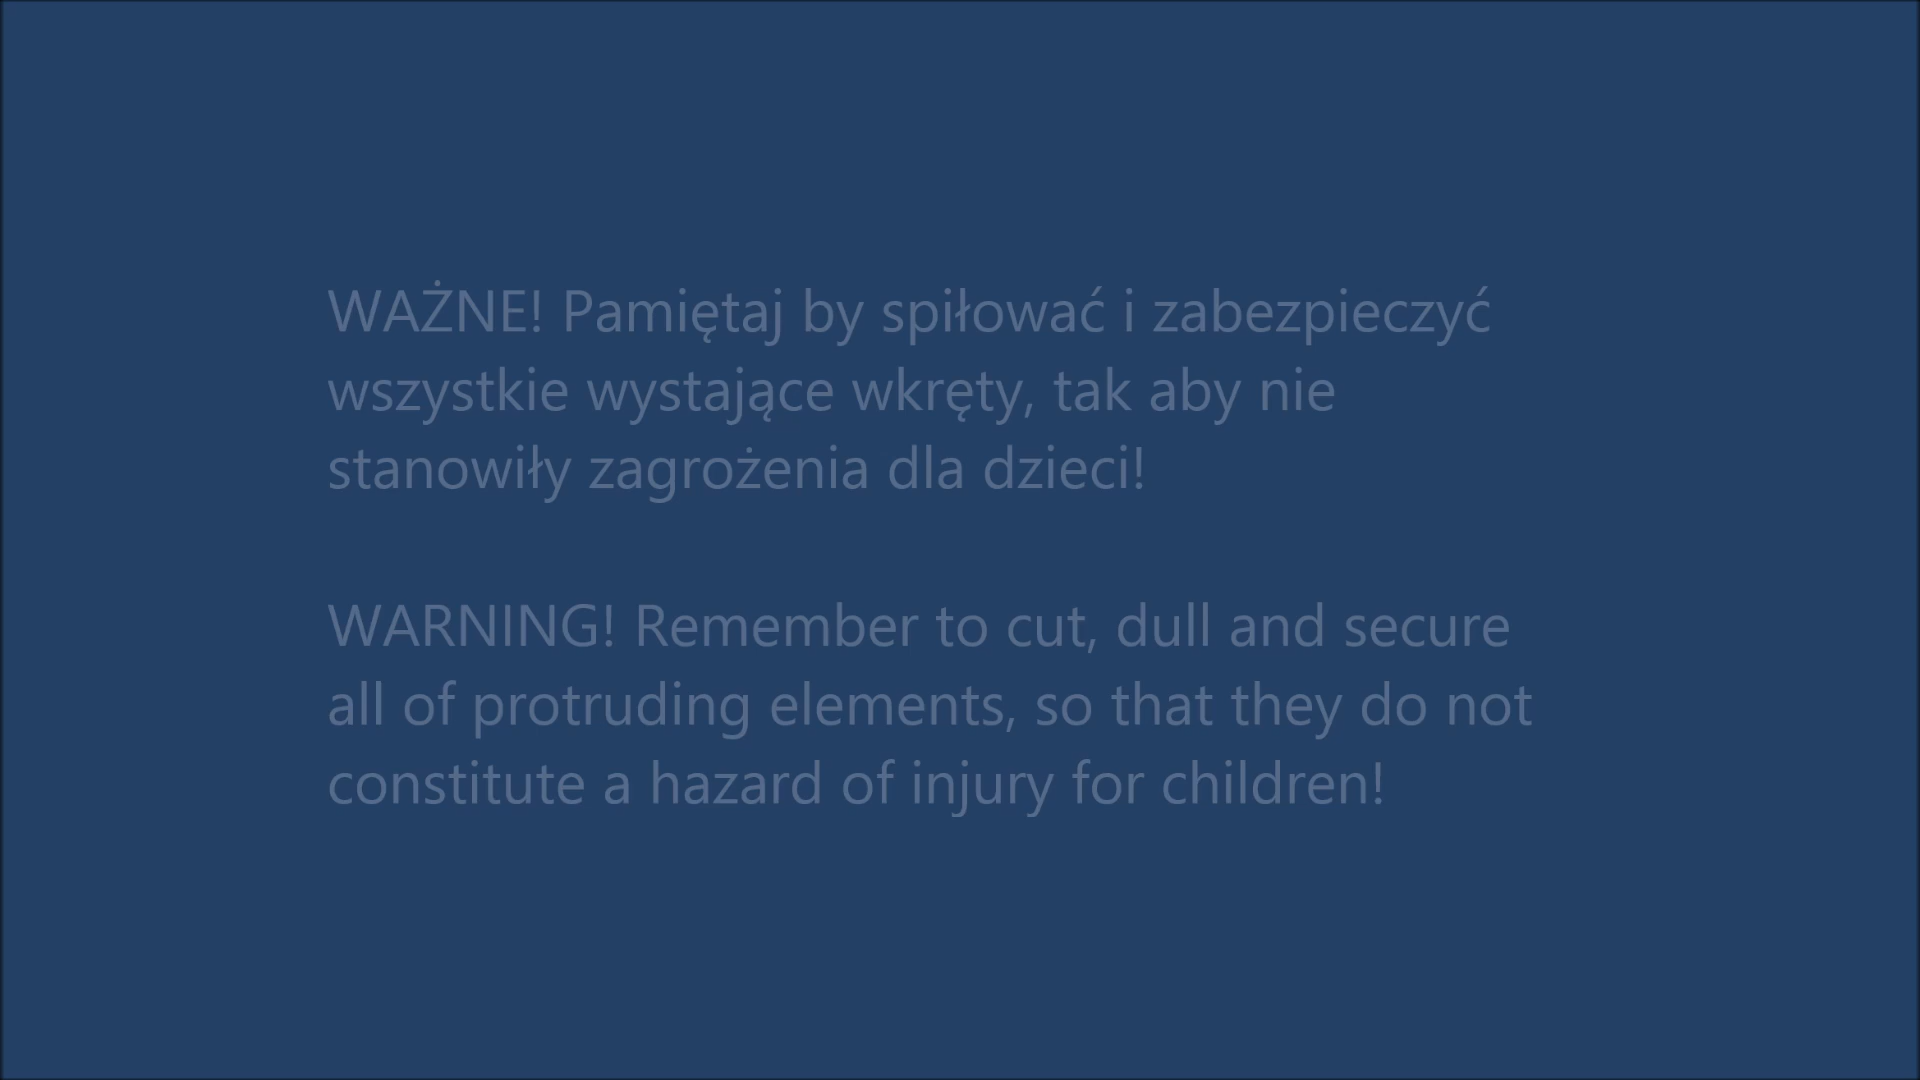 WAŻNE! Pamiętaj by spiłować i zabezpieczyć
wszystkie wystające wkręty, tak aby nie
stanowiły zagrożenia dla dzieci!
WARNING! Remember to cut, dull and secure
all of protruding elements, so that they do not
constitute a hazard of injury for children!